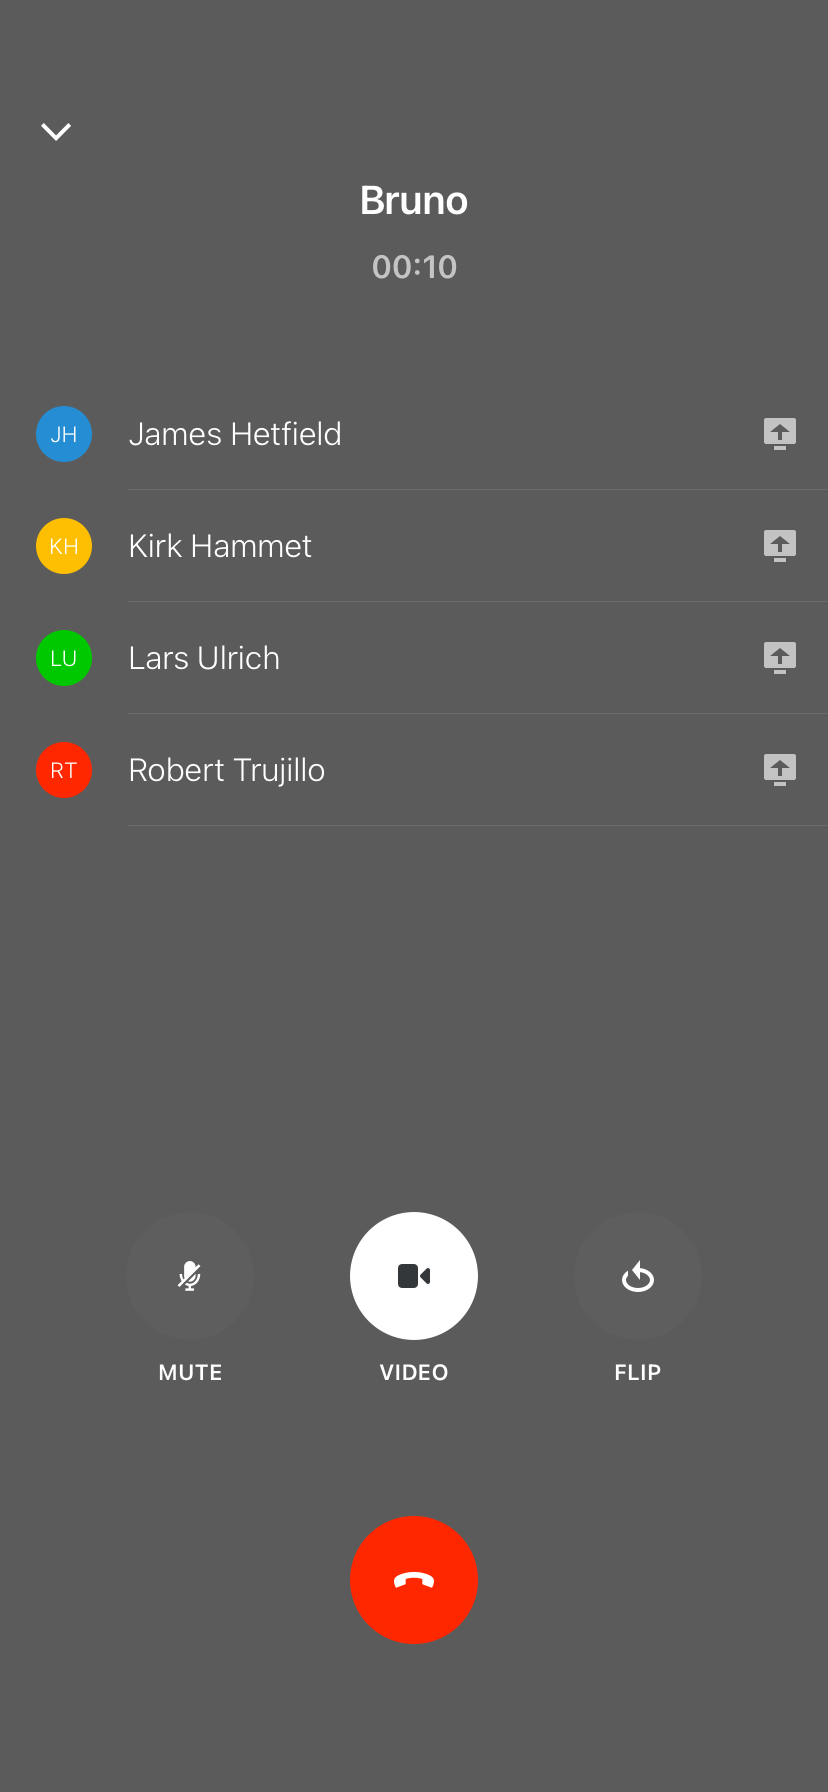 Bruno
00:10
JH James Hetfield
KH Kirk Hammet
LU Lars Ulrich
RT Robert Trujillo
MUTE VIDEO FLIP